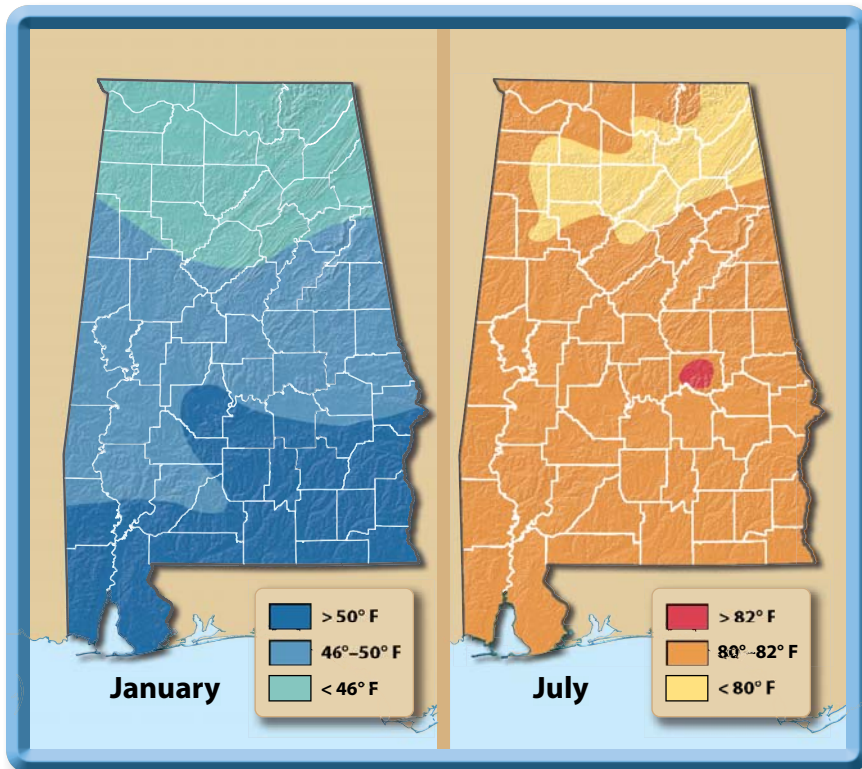 > 50° F
46°–50° F
< 46° F
January
> 82° F
80°–82° F
< 80° F
July